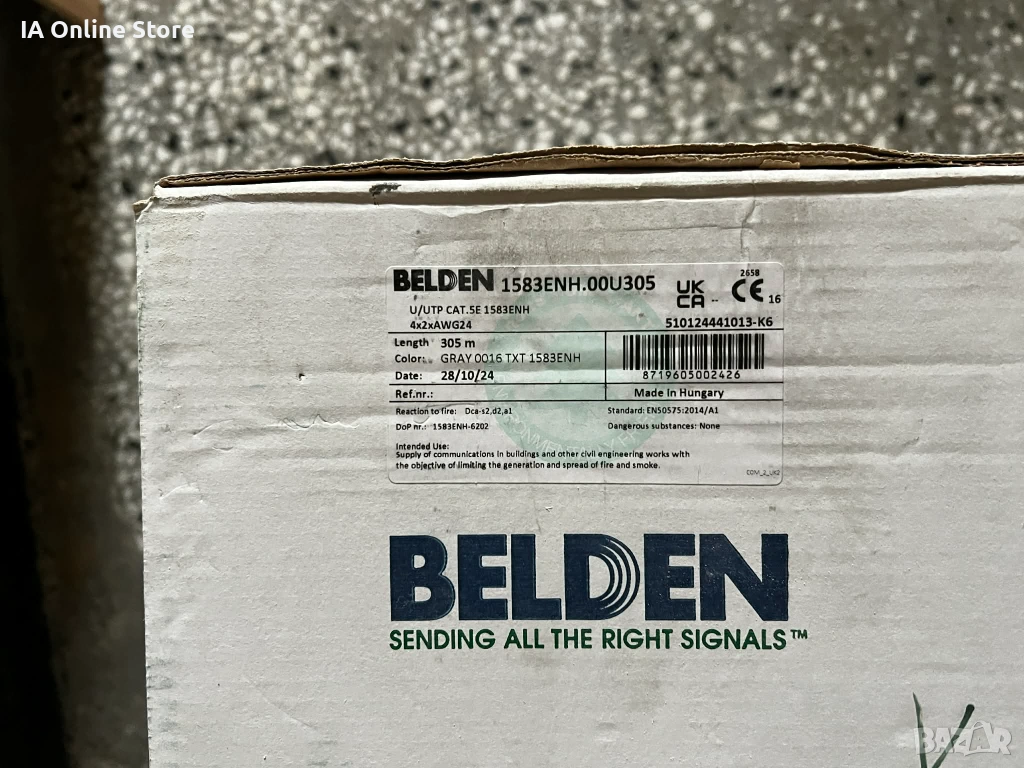 IA Online Store
BELDEN 1583ENH.00U305
UK CA CE 2658 16
U/UTP CAT.5E 1583ENH
4x2xAWG24
510124441013-K6
Length 305 m
Color: GRAY 0016 TXT 1583ENH
8719605002426
Date: 28/10/24
Ref.nr.: Made in Hungary
Reaction to fire: Dca-s2,d2,a1 Standard: EN50575:2014/A1
DoP nr.: 1583ENH-6202 Dangerous substances: None
Intended Use:
Supply of communications in buildings and other civil engineering works with
the objective of limiting the generation and spread of fire and smoke.
BELDEN
SENDING ALL THE RIGHT SIGNALS™
BAZAR